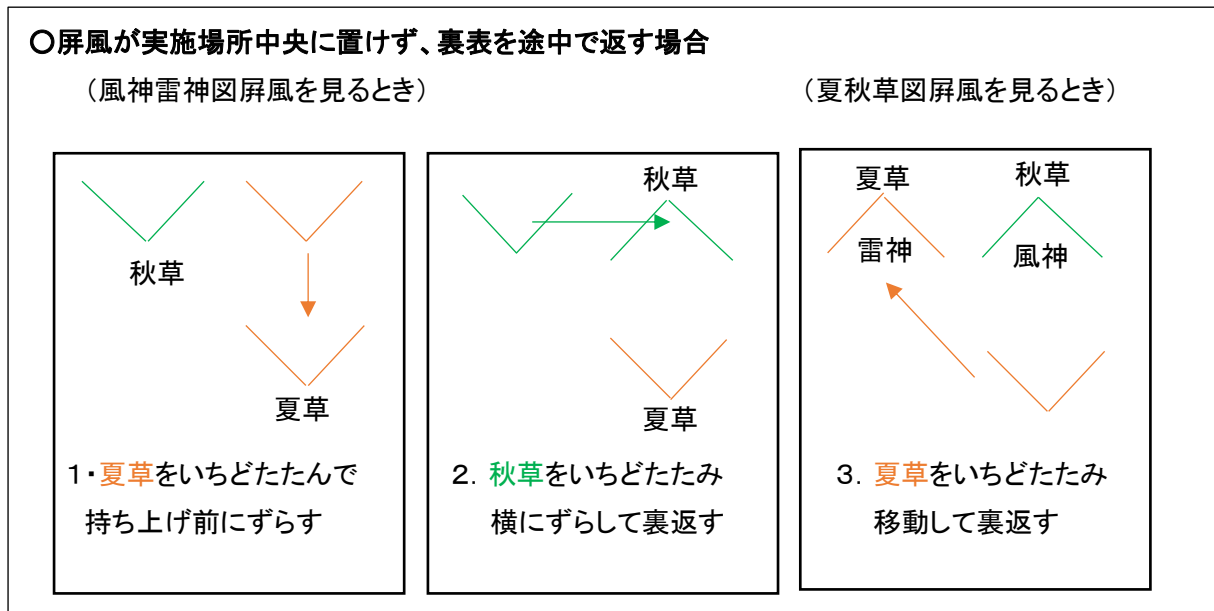 〇屏風が実施場所中央に置けず、裏表を途中で返す場合
（風神雷神図屛風を見るとき）
（夏秋草図屏風を見るとき）
秋草
夏草
1・夏草をいちどたたんで
持ち上げ前にずらす
秋草
夏草
2．秋草をいちどたたみ
横にずらして裏返す
夏草
秋草
雷神
風神
3．夏草をいちどたたみ
移動して裏返す